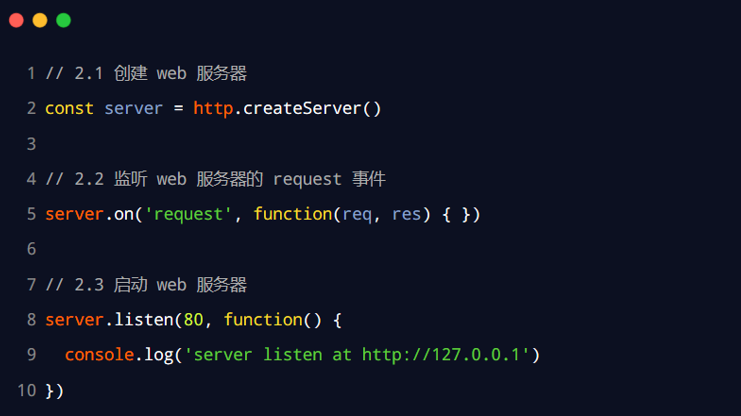 1 // 2.1 创建 web 服务器
2 const server = http.createServer()
3
4 // 2.2 监听 web 服务器的 request 事件
5 server.on('request', function(req, res) { })
6
7 // 2.3 启动 web 服务器
8 server.listen(80, function() {
9   console.log('server listen at http://127.0.0.1')
10 })